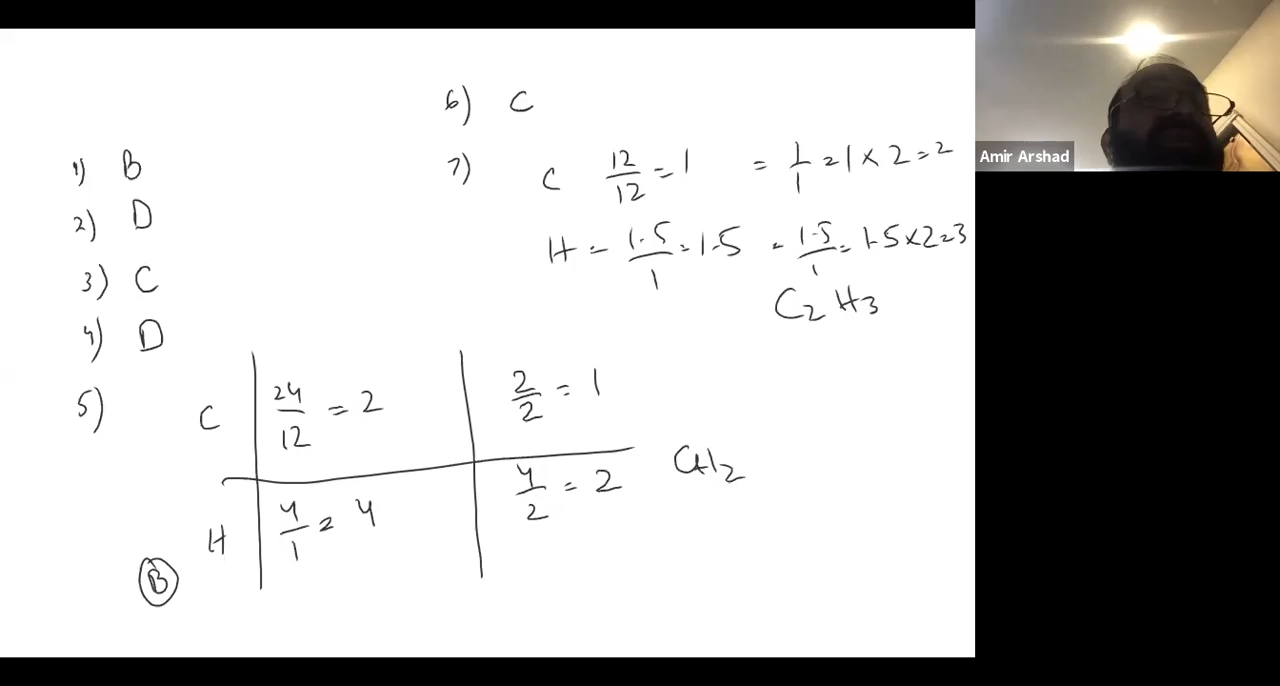 1) B
2) D
3) C
4) D
5) C 24/12 = 2 2/2 = 1
H 4/1 = 4 4/2 = 2 CH2
B
6) C
7) C 12/12 = 1 = 1/1 = 1 × 2 = 2
H = 1.5/1 = 1.5 = 1.5/1 = 1.5 × 2 = 3
C2 H3
Amir Arshad